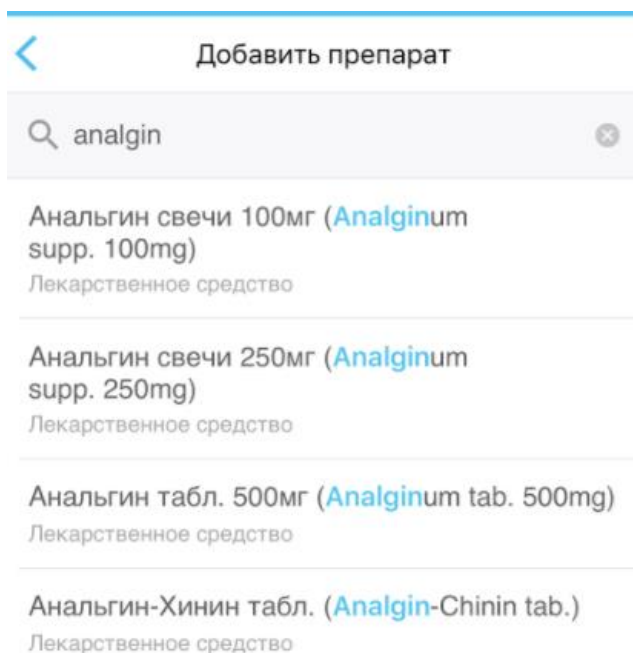 Добавить препарат
analgin
Анальгин свечи 100мг (Analginum
supp. 100mg)
Лекарственное средство
Анальгин свечи 250мг (Analginum
supp. 250mg)
Лекарственное средство
Анальгин табл. 500мг (Analginum tab. 500mg)
Лекарственное средство
Анальгин-Хинин табл. (Analgin-Chinin tab.)
Лекарственное средство